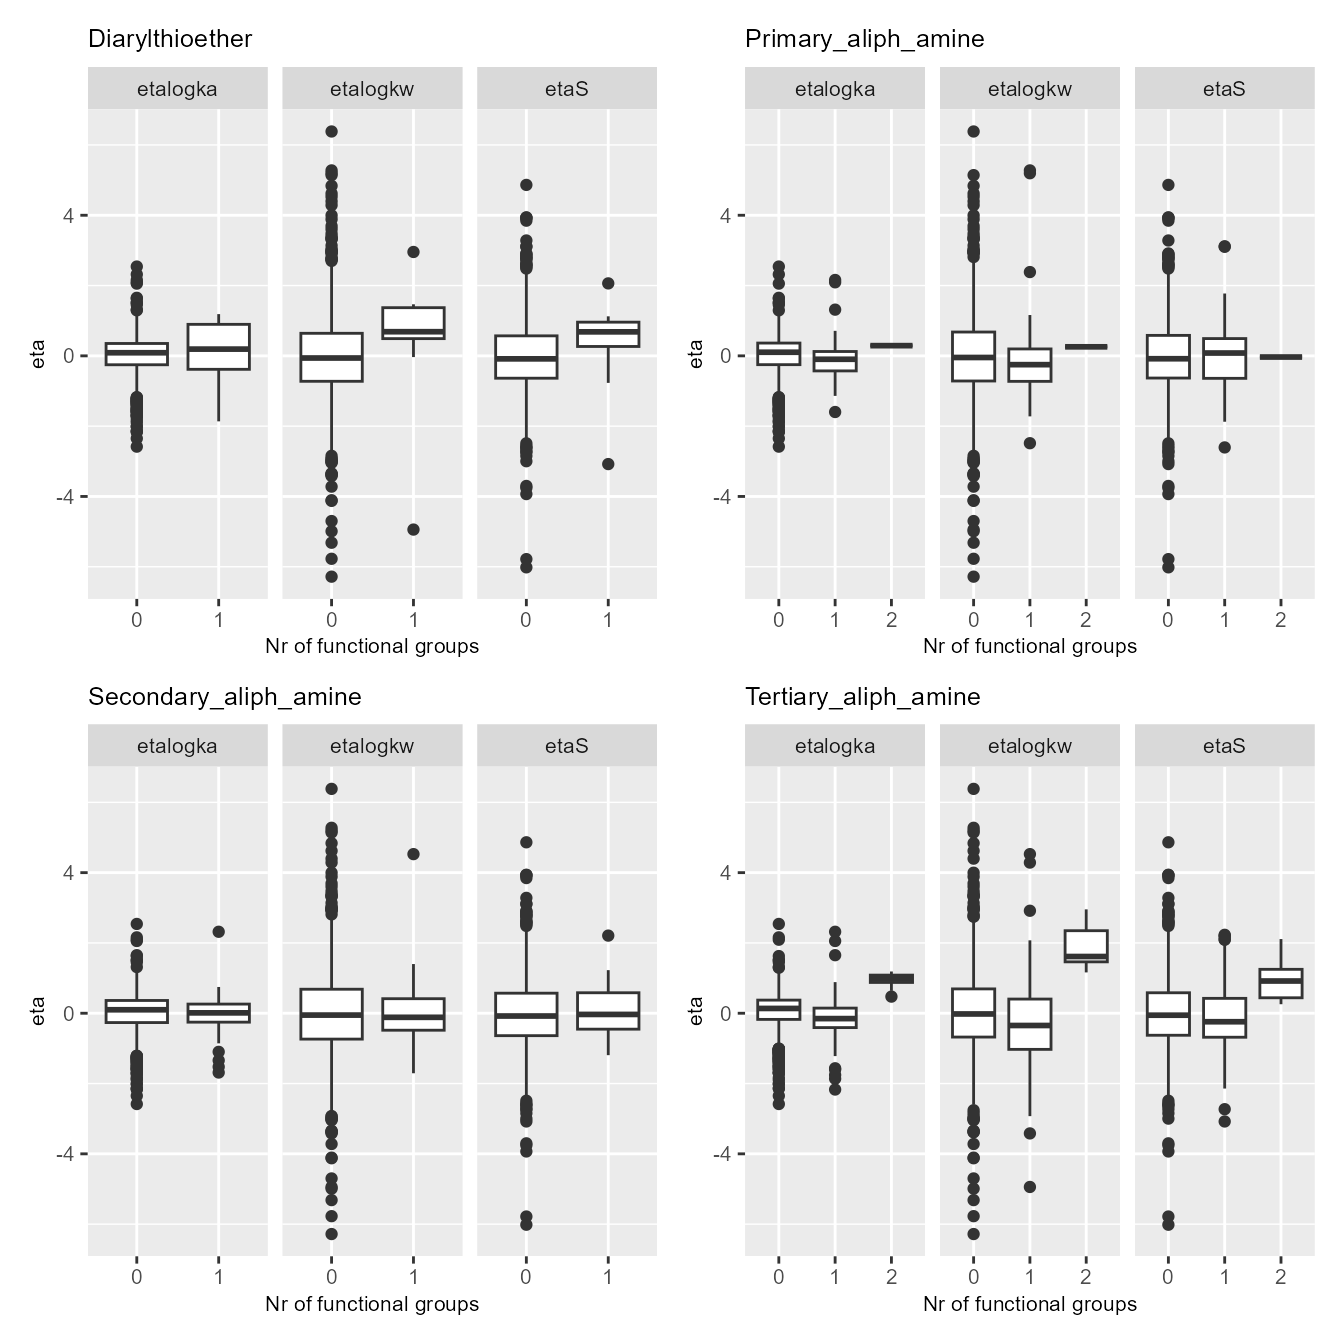 Diarylthioether
etalogka etalogkw etaS
4
0
-4
eta
0 1 0 1 0 1
Nr of functional groups
Primary_aliph_amine
etalogka etalogkw etaS
4
0
-4
eta
0 1 2 0 1 2 0 1 2
Nr of functional groups
Secondary_aliph_amine
etalogka etalogkw etaS
4
0
-4
eta
0 1 0 1 0 1
Nr of functional groups
Tertiary_aliph_amine
etalogka etalogkw etaS
4
0
-4
eta
0 1 2 0 1 2 0 1 2
Nr of functional groups